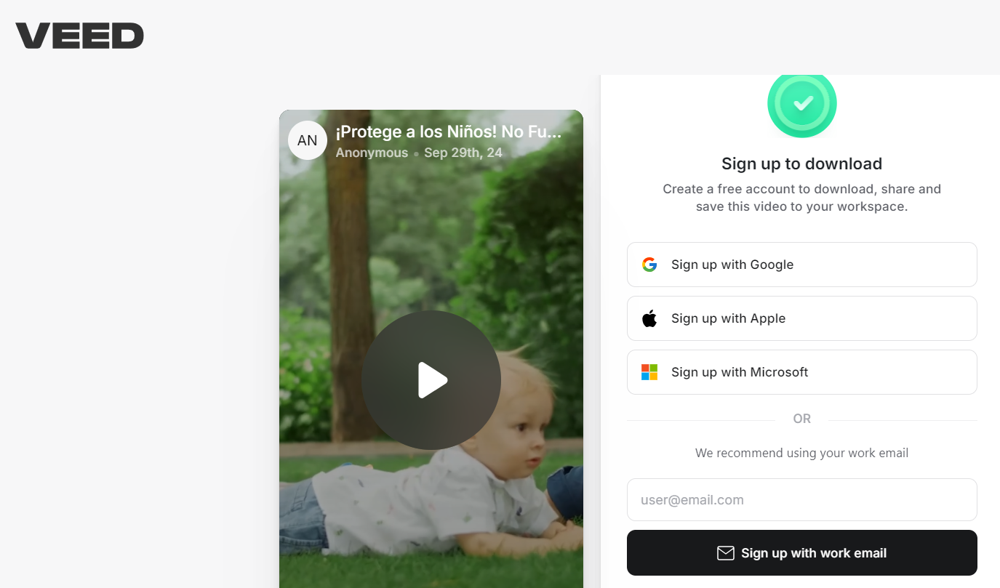 VEED
AN
¡Protege a los Niños! No Fu...
Anonymous • Sep 29th, 24
Sign up to download
Create a free account to download, share and
save this video to your workspace.
Sign up with Google
Sign up with Apple
Sign up with Microsoft
OR
We recommend using your work email
user@email.com
Sign up with work email